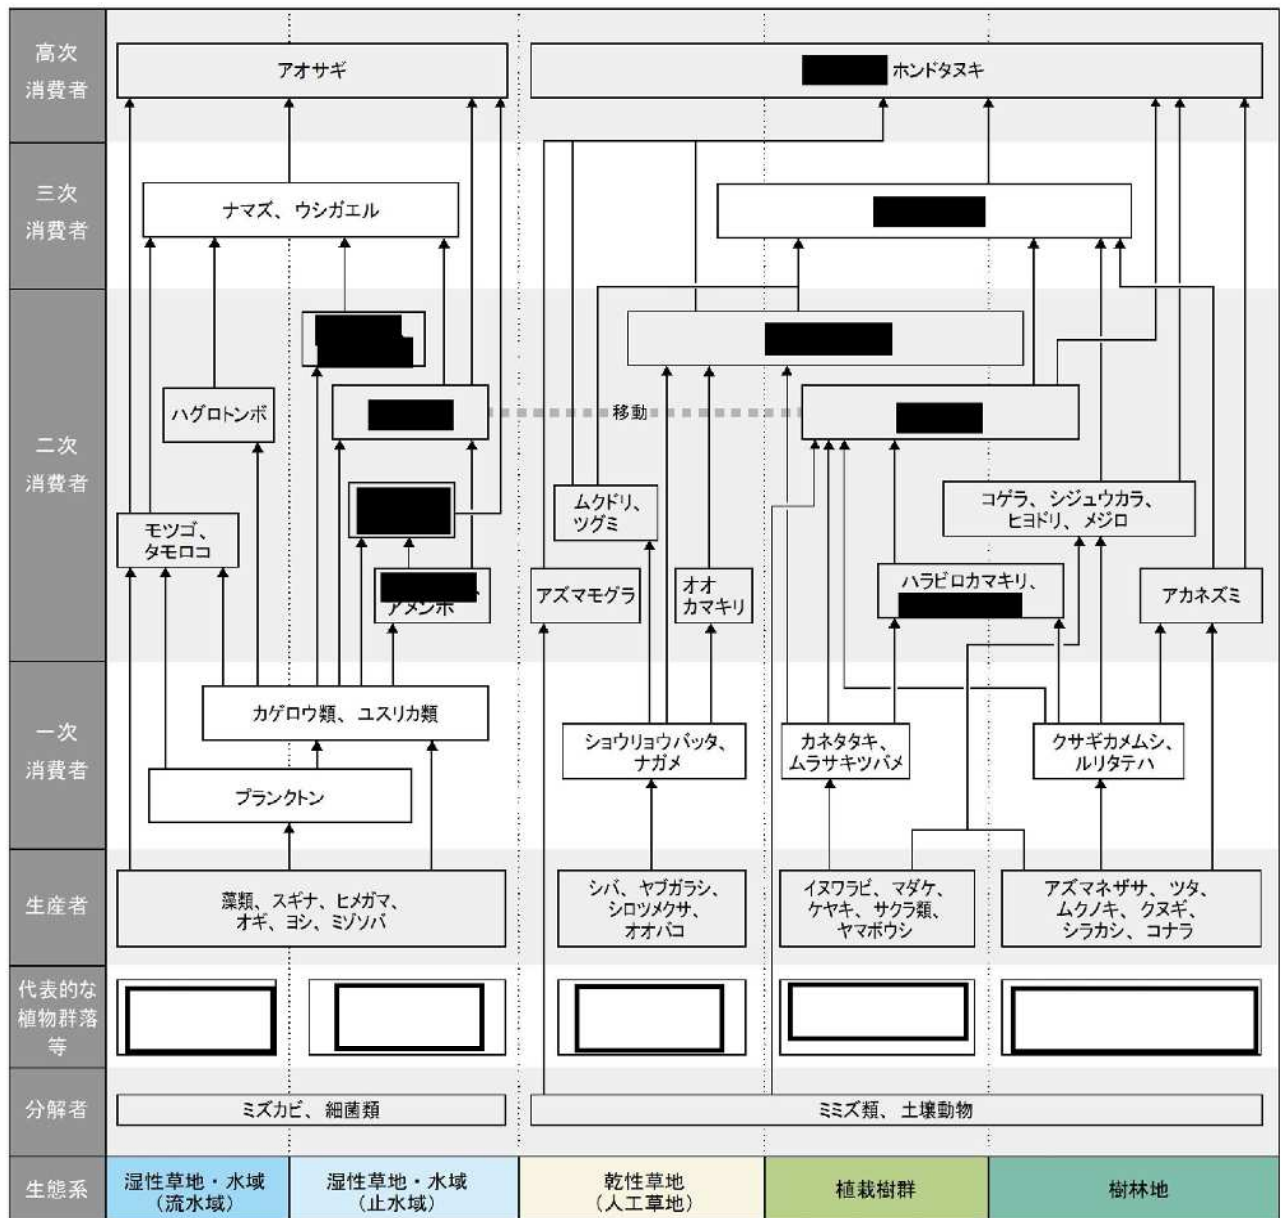 高次
消費者
アオサギ
ホンドタヌキ
三次
消費者
ナマズ、ウシガエル
二次
消費者
ハグロトンボ
移動
モツゴ、
タモロコ
ムクドリ、
ツグミ
コゲラ、シジュウカラ、
ヒヨドリ、メジロ
アメンボ
アズマモグラ
オオ
カマキリ
ハラビロカマキリ、
アカネズミ
一次
消費者
カゲロウ類、ユスリカ類
プランクトン
ショウリョウバッタ、
ナガメ
カネタタキ、
ムラサキツバメ
クサギカメムシ、
ルリタテハ
生産者
藻類、スギナ、ヒメガマ、
オギ、ヨシ、ミゾソバ
シバ、ヤブガラシ、
シロツメクサ、
オオバコ
イヌワラビ、マダケ、
ケヤキ、サクラ類、
ヤマボウシ
アズマネザサ、ツタ、
ムクノキ、クヌギ、
シラカシ、コナラ
代表的な
植物群落
等
分解者
ミズカビ、細菌類
ミミズ類、土壌動物
生態系
湿性草地・水域
(流水域)
湿性草地・水域
(止水域)
乾性草地
(人工草地)
植栽樹群
樹林地